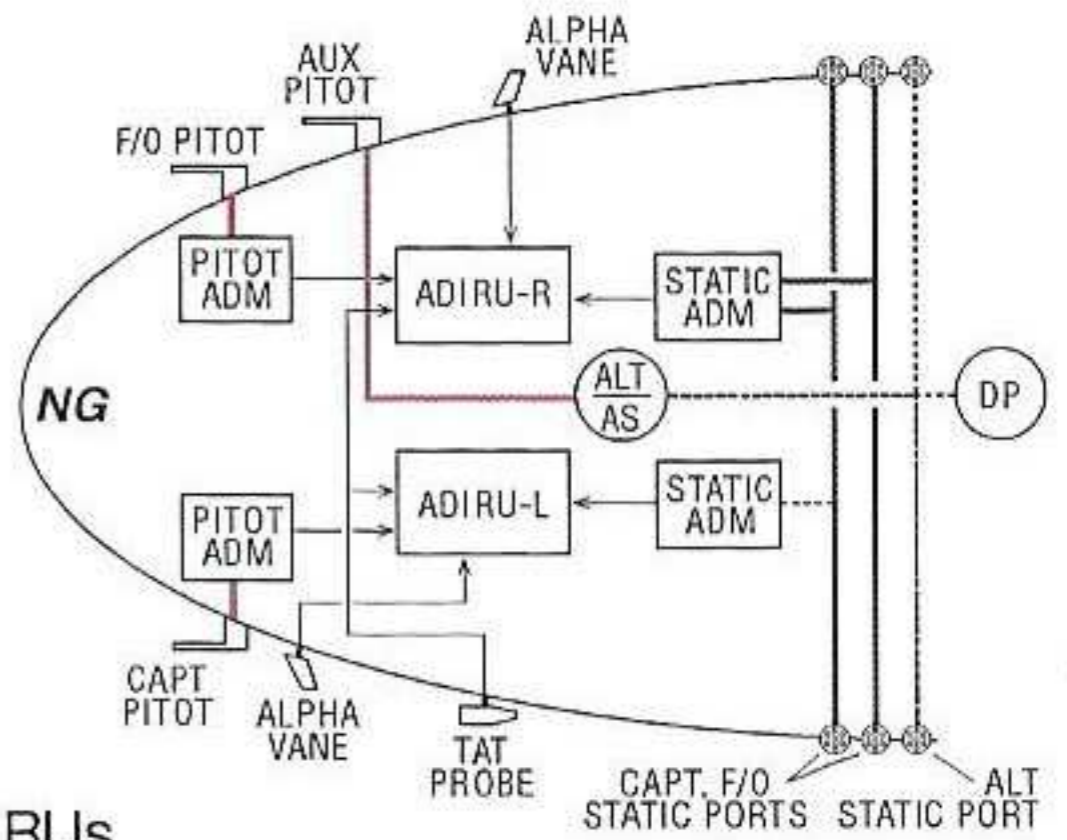 ALPHA
VANE
AUX
PITOT
F/O PITOT
PITOT
ADM
ADIRU-R
STATIC
ADM
NG
ALT
AS
DP
PITOT
ADM
ADIRU-L
STATIC
ADM
CAPT
PITOT
ALPHA
VANE
TAT
PROBE
CAPT. F/O
STATIC PORTS
ALT
STATIC PORT